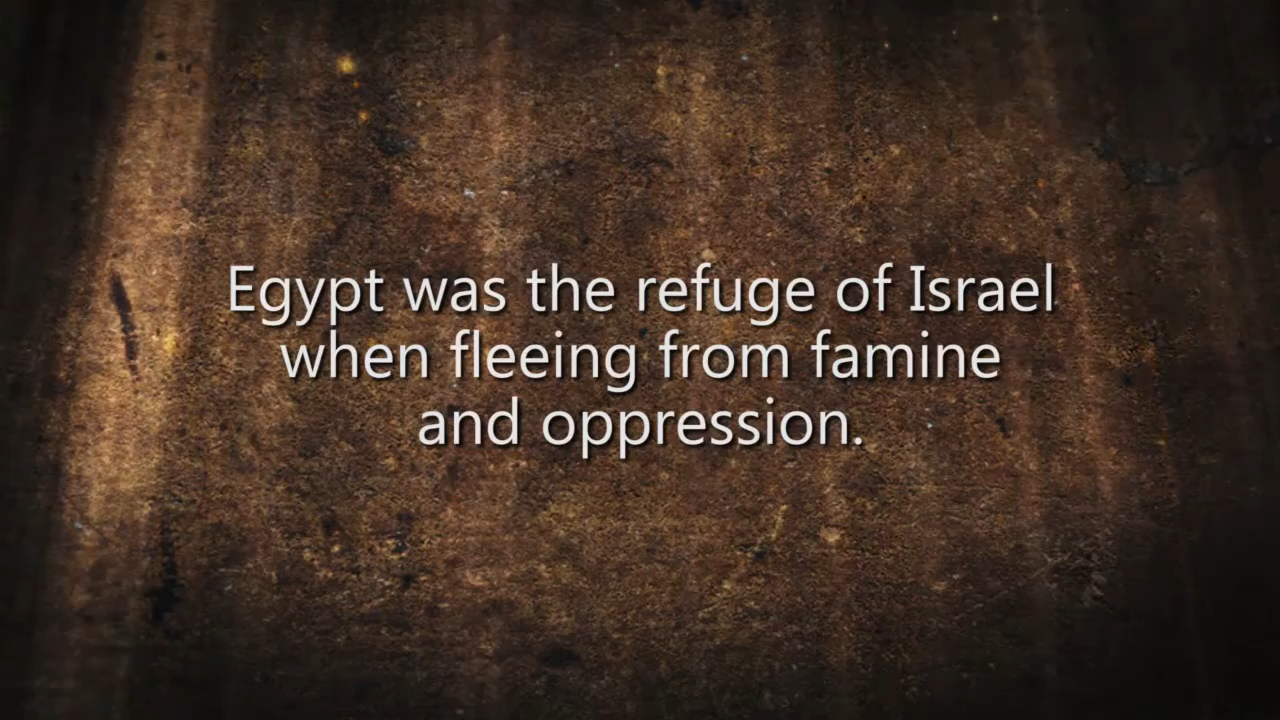 Egypt was the refuge of Israel
when fleeing from famine
and oppression.